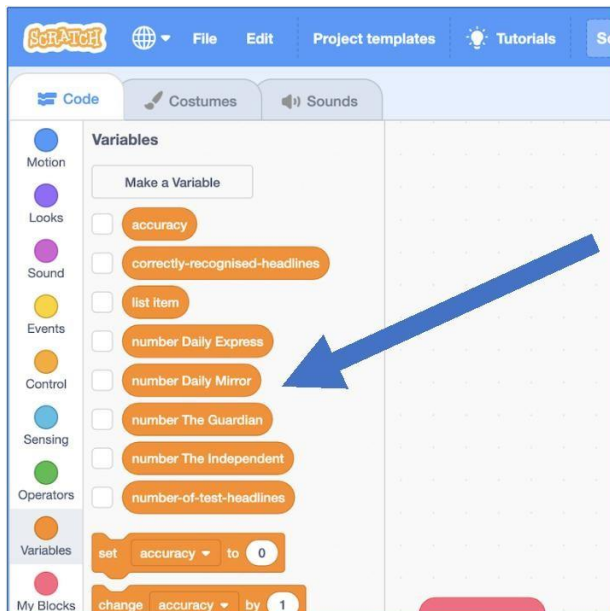 SCRATCH File Edit Project templates Tutorials
Code Costumes Sounds
Motion
Looks
Sound
Events
Control
Sensing
Operators
Variables
My Blocks
Variables
Make a Variable
accuracy
correctly-recognised-headlines
list item
number Daily Express
number Daily Mirror
number The Guardian
number The Independent
number-of-test-headlines
set accuracy to 0
change accuracy by 1